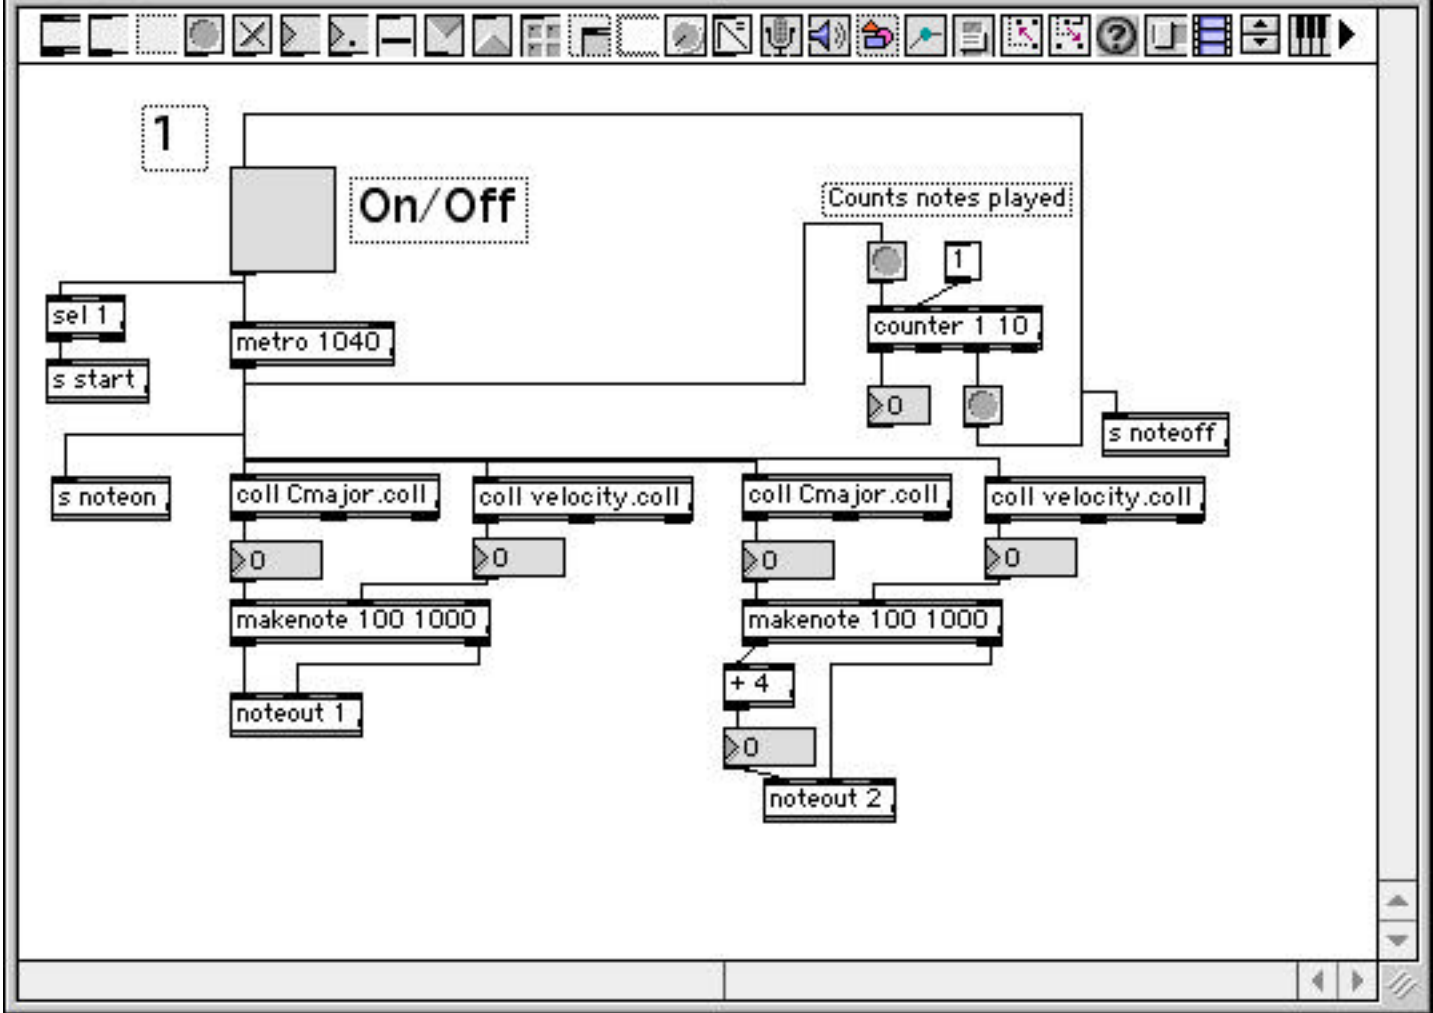 1
On/Off
Counts notes played
1
sel 1
metro 1040
counter 1 10
s start
0
s noteoff
s noteon
coll Cmajor.coll
coll velocity.coll
coll Cmajor.coll
coll velocity.coll
0
0
0
0
makenote 100 1000
makenote 100 1000
+ 4
noteout 1
0
noteout 2